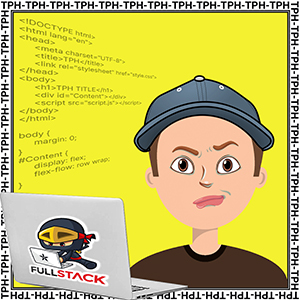 TPH-TPH-TPH-TPH-TPH-TPH-TPH-TPH-TPH-TPH
<!DOCTYPE html>
<html lang="en">
<head>
<meta charset="UTF-8">
<title>TPH</title>
<link rel="stylesheet" href="style.css">
</head>
<body>
<h1>TPH TITLE</h1>
<div id="Content"></div>
<script src="script.js"></script>
</body>
</html>
body {
margin: 0;
}
#Content {
display: flex;
flex-flow: row wrap;
}
FULLSTACK